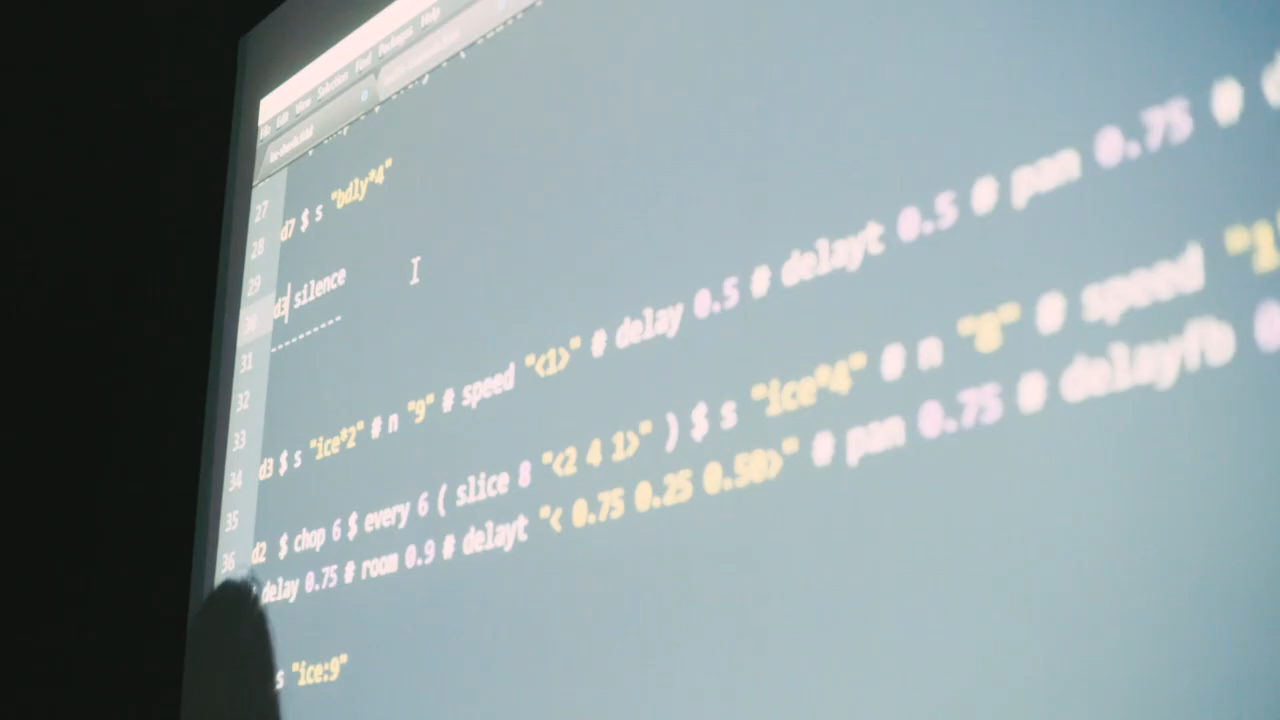 File Edit View Selection Find Packages Help
27
28 d7 $ s "bdly*4"
29
30 d3 silence
31 ----------
32
33
34 d3 $ s "ice*2" # n "9" # speed "<1>" # delay 0.5 # delayt 0.5 # pan 0.75 #
35
36 d2 $ chop 6 $ every 6 ( slice 8 "<2 4 1>" ) $ s "ice*4" # n "8" # speed
delay 0.75 # room 0.9 # delayt "< 0.75 0.25 0.50>" # pan 0.75 # delayfb
s "ice:9"